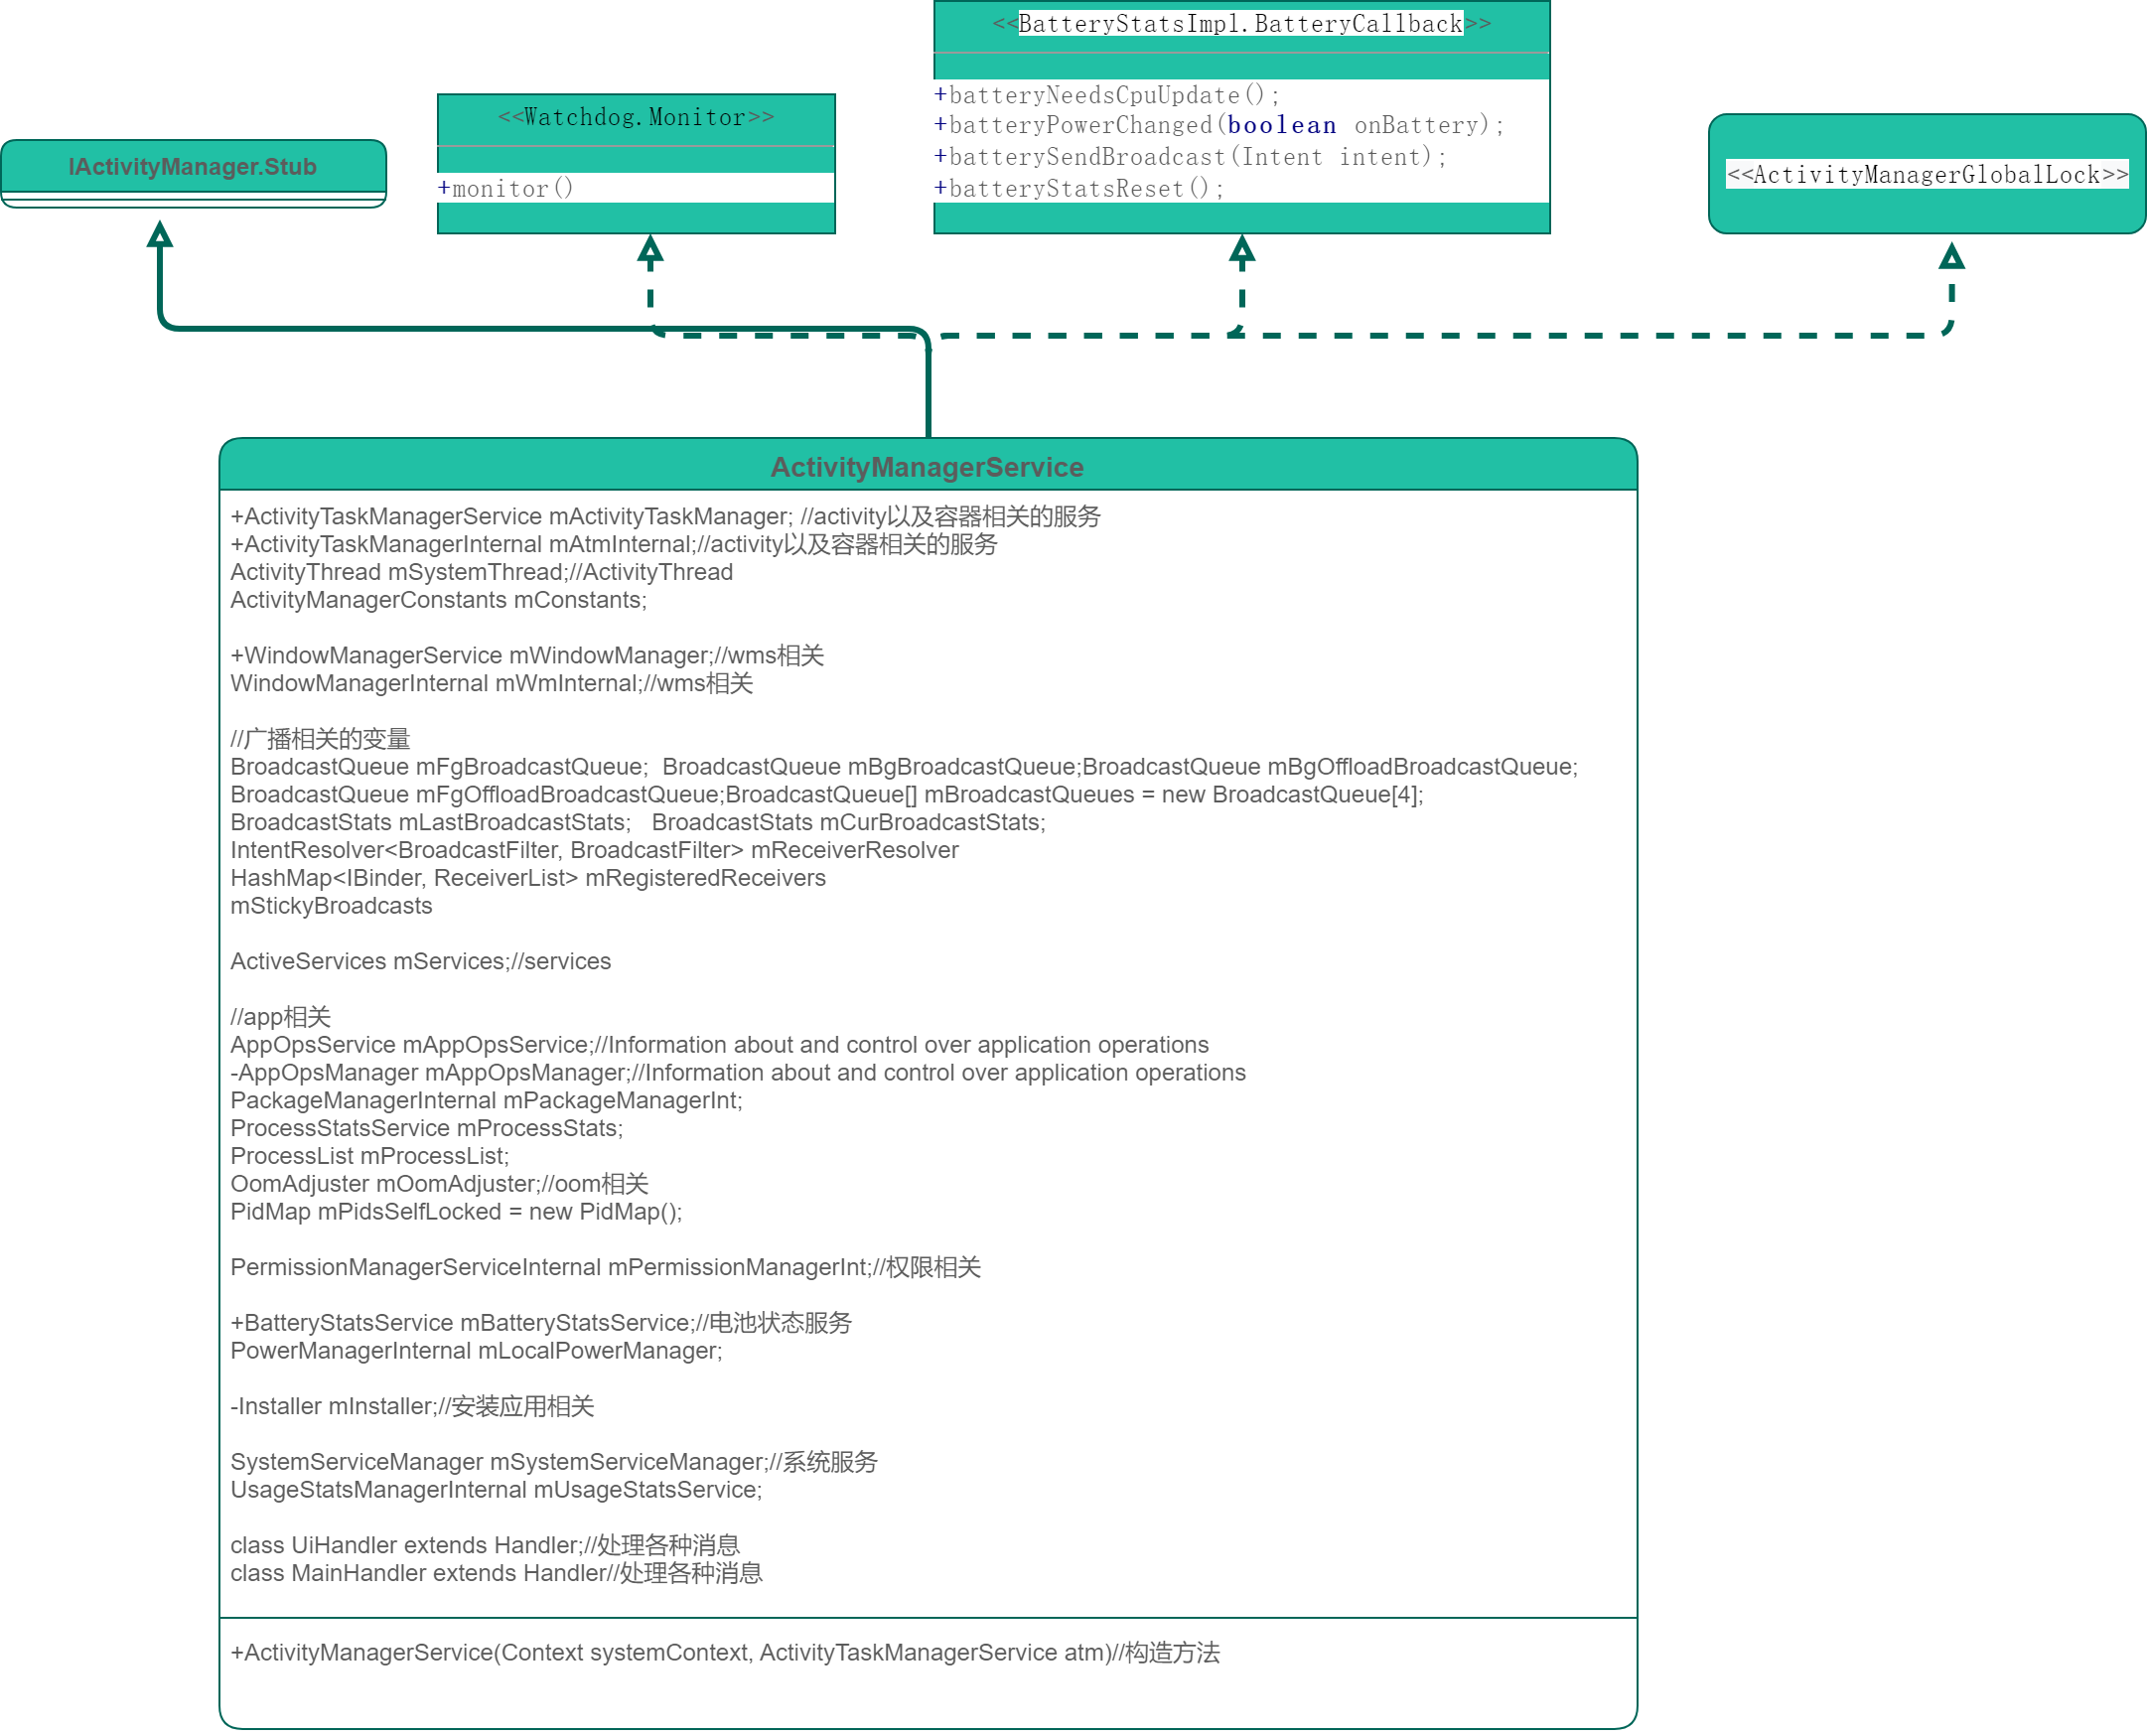 <<BatteryStatsImpl.BatteryCallback>>
+batteryNeedsCpuUpdate();
+batteryPowerChanged(boolean onBattery);
+batterySendBroadcast(Intent intent);
+batteryStatsReset();
<<Watchdog.Monitor>>
+monitor()
IActivityManager.Stub
<<ActivityManagerGlobalLock>>
ActivityManagerService
+ActivityTaskManagerService mActivityTaskManager; //activity以及容器相关的服务
+ActivityTaskManagerInternal mAtmInternal;//activity以及容器相关的服务
ActivityThread mSystemThread;//ActivityThread
ActivityManagerConstants mConstants;
+WindowManagerService mWindowManager;//wms相关
WindowManagerInternal mWmInternal;//wms相关
//广播相关的变量
BroadcastQueue mFgBroadcastQueue;  BroadcastQueue mBgBroadcastQueue;BroadcastQueue mBgOffloadBroadcastQueue;
BroadcastQueue mFgOffloadBroadcastQueue;BroadcastQueue[] mBroadcastQueues = new BroadcastQueue[4];
BroadcastStats mLastBroadcastStats;   BroadcastStats mCurBroadcastStats;
IntentResolver<BroadcastFilter, BroadcastFilter> mReceiverResolver
HashMap<IBinder, ReceiverList> mRegisteredReceivers
mStickyBroadcasts
ActiveServices mServices;//services
//app相关
AppOpsService mAppOpsService;//Information about and control over application operations
-AppOpsManager mAppOpsManager;//Information about and control over application operations
PackageManagerInternal mPackageManagerInt;
ProcessStatsService mProcessStats;
ProcessList mProcessList;
OomAdjuster mOomAdjuster;//oom相关
PidMap mPidsSelfLocked = new PidMap();
PermissionManagerServiceInternal mPermissionManagerInt;//权限相关
+BatteryStatsService mBatteryStatsService;//电池状态服务
PowerManagerInternal mLocalPowerManager;
-Installer mInstaller;//安装应用相关
SystemServiceManager mSystemServiceManager;//系统服务
UsageStatsManagerInternal mUsageStatsService;
class UiHandler extends Handler;//处理各种消息
class MainHandler extends Handler//处理各种消息
+ActivityManagerService(Context systemContext, ActivityTaskManagerService atm)//构造方法